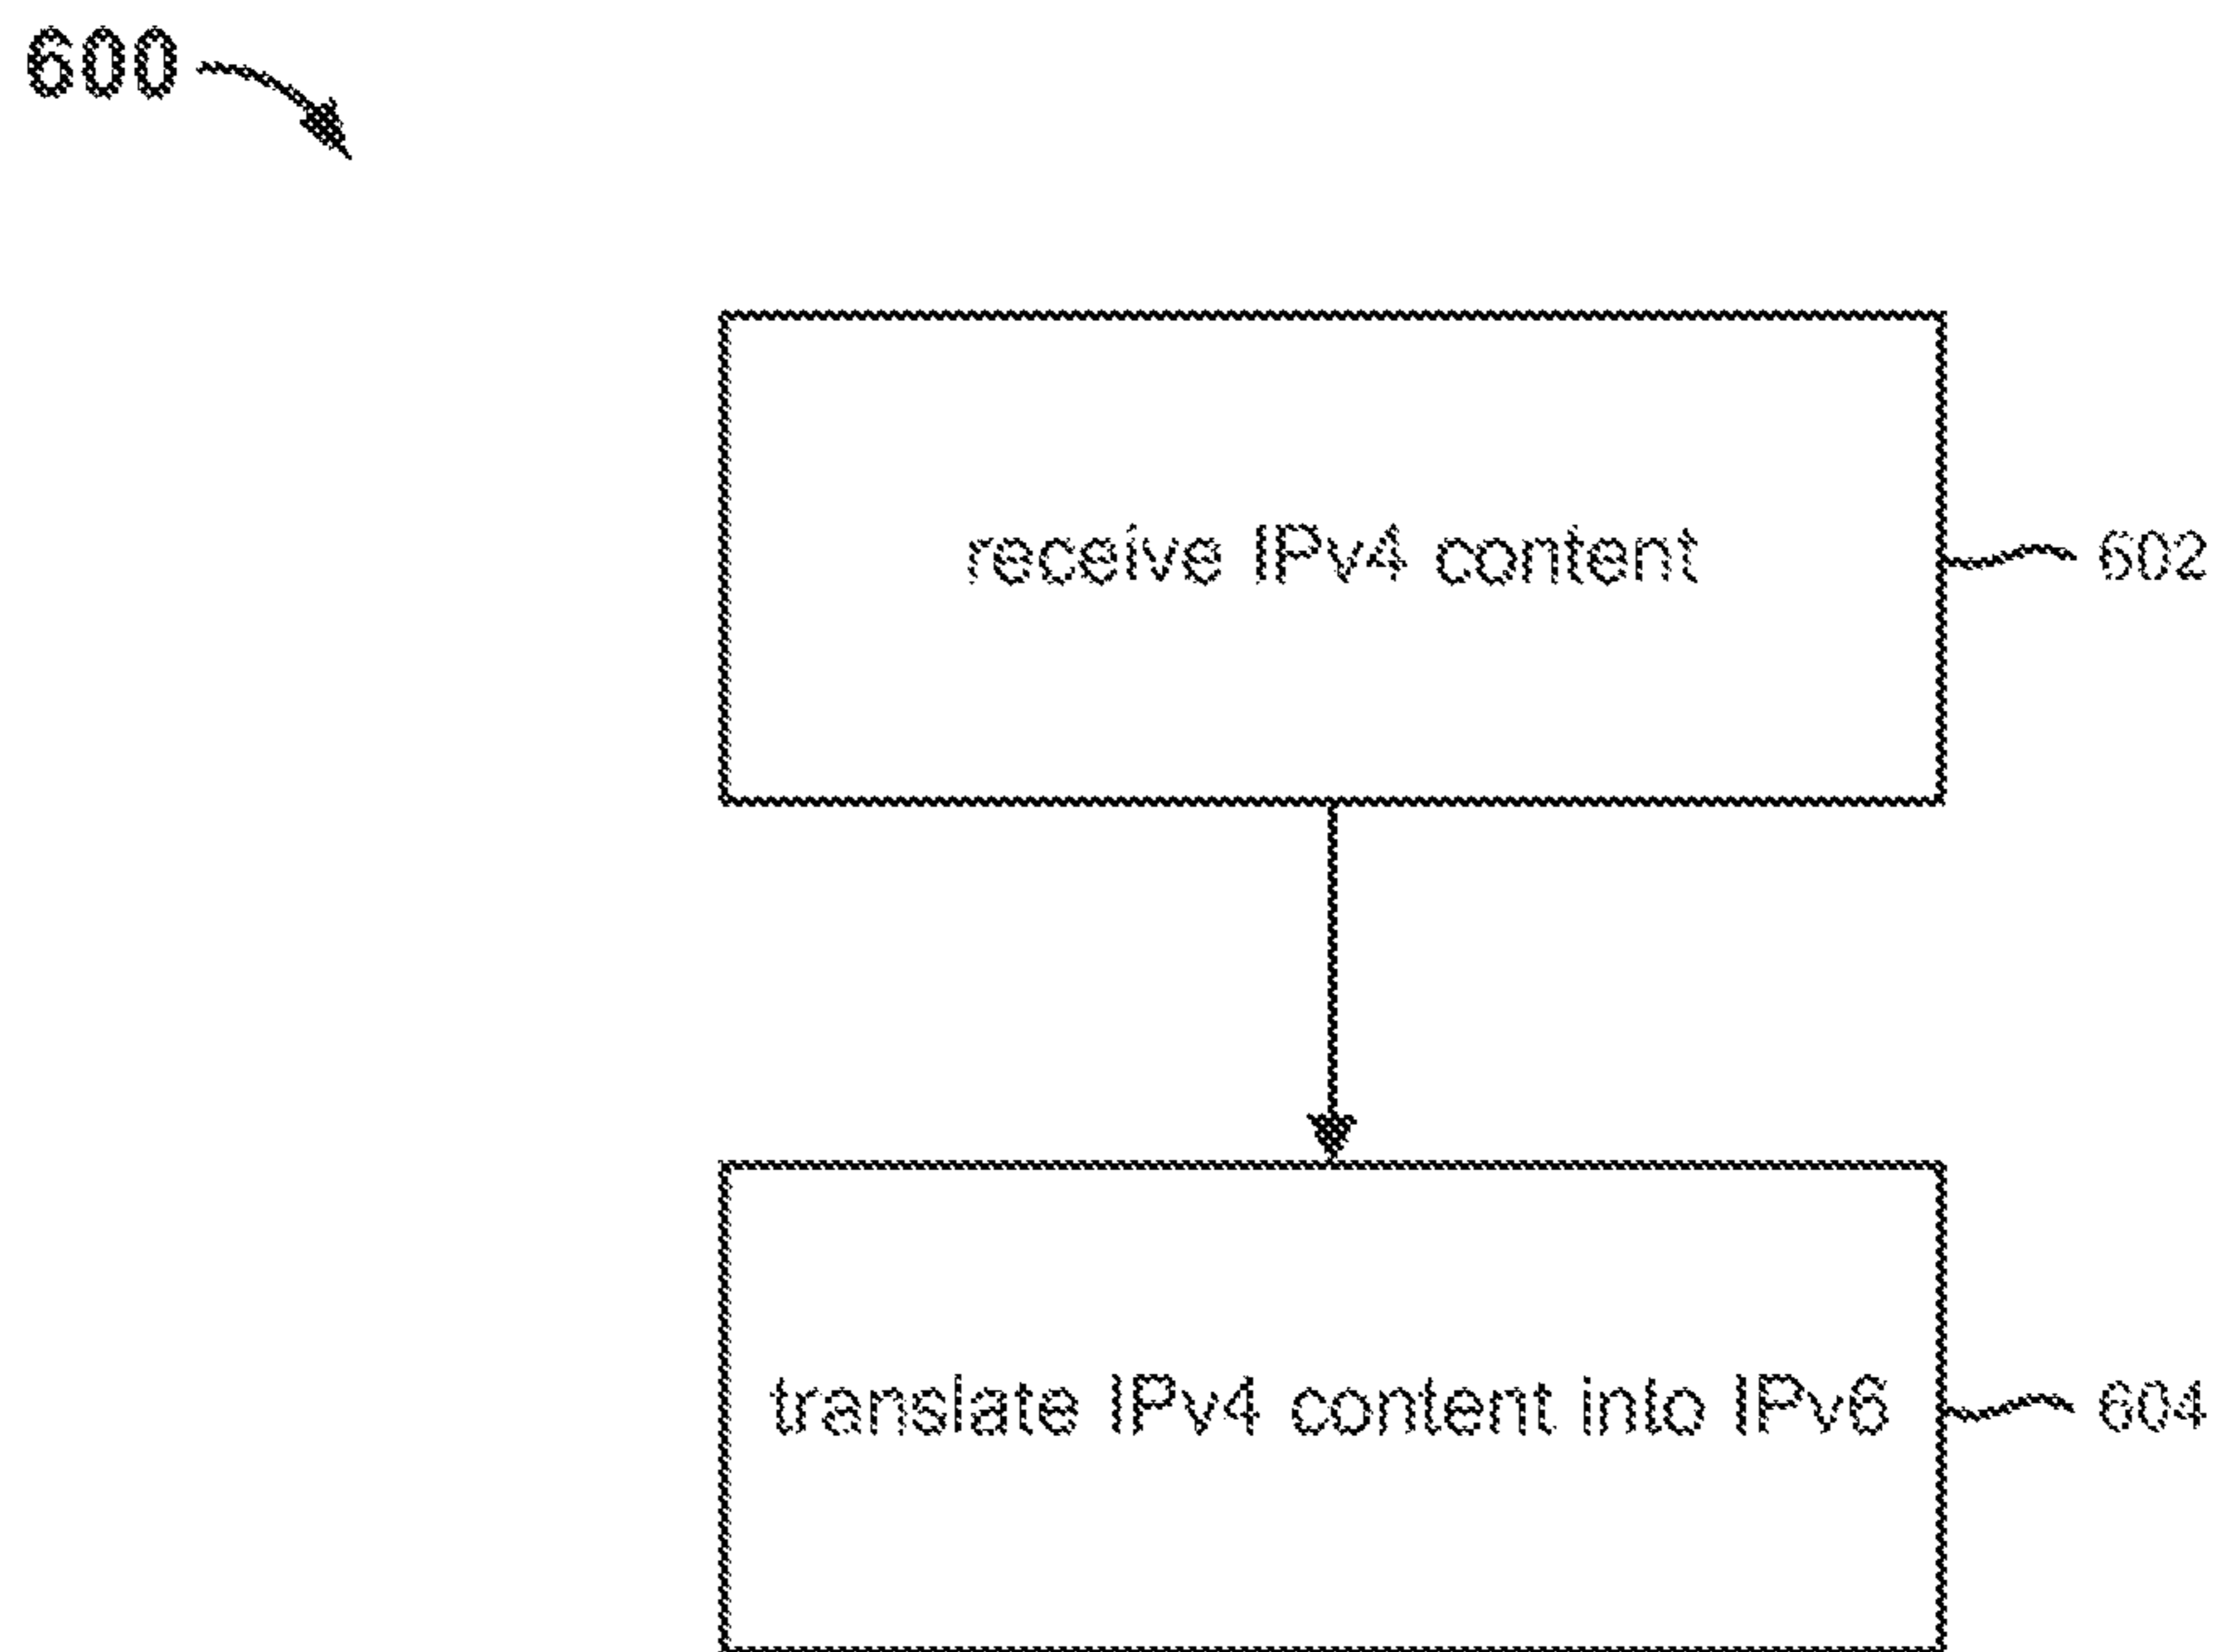 600
receive IPv4 content
602
translate IPv4 content into IPv6
604